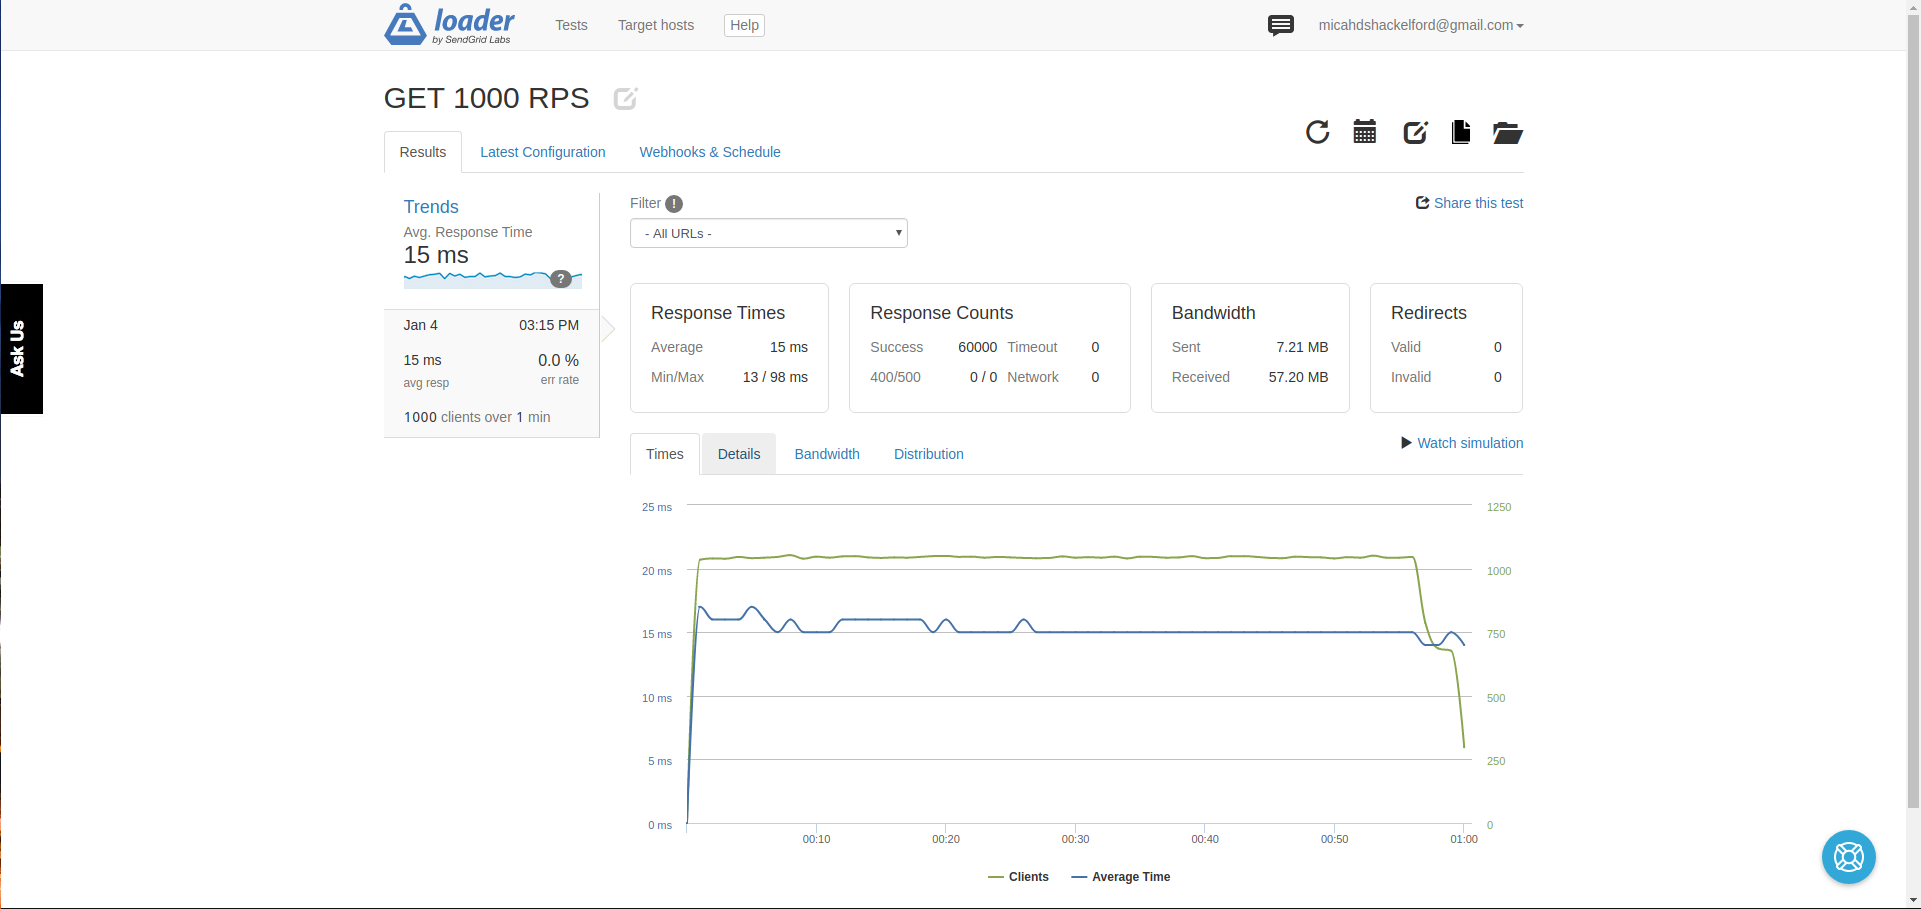 loader
by SendGrid Labs
Tests Target hosts Help
micahdshackelford@gmail.com
GET 1000 RPS
Results Latest Configuration Webhooks & Schedule
Trends
Avg. Response Time
15 ms
?
Jan 4 03:15 PM
15 ms 0.0 %
avg resp err rate
1000 clients over 1 min
Ask Us
Filter !
- All URLs -
Share this test
Response Times
Average 15 ms
Min/Max 13 / 98 ms
Response Counts
Success 60000 Timeout 0
400/500 0 / 0 Network 0
Bandwidth
Sent 7.21 MB
Received 57.20 MB
Redirects
Valid 0
Invalid 0
Times Details Bandwidth Distribution
Watch simulation
25 ms 1250
20 ms 1000
15 ms 750
10 ms 500
5 ms 250
0 ms 0
00:10 00:20 00:30 00:40 00:50 01:00
Clients Average Time